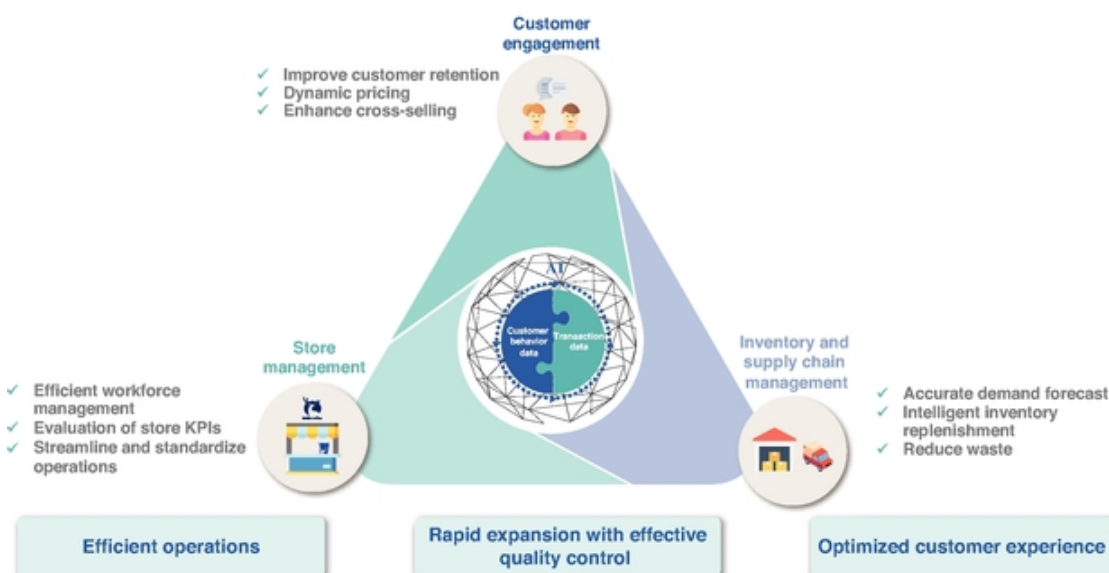 Customer
engagement
Improve customer retention
Dynamic pricing
Enhance cross-selling
AI
Customer
behavior
data
Transaction
data
Store
management
Efficient workforce
management
Evaluation of store KPIs
Streamline and standardize
operations
Inventory and
supply chain
management
Accurate demand forecast
Intelligent inventory
replenishment
Reduce waste
Efficient operations
Rapid expansion with effective
quality control
Optimized customer experience